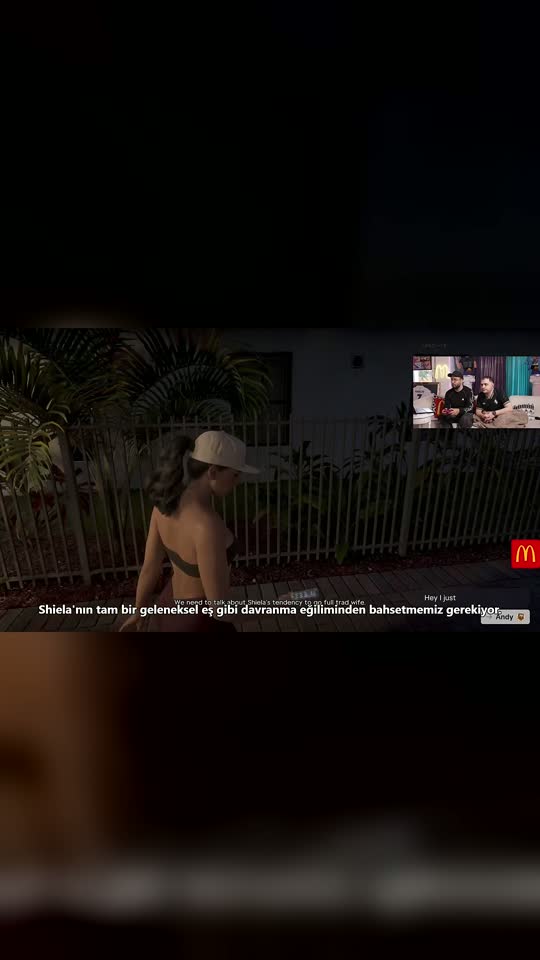 We need to talk about Shiela's tendency to go full trad wife
Shiela'nın tam bir geleneksel eş gibi davranma eğiliminden bahsetmemiz gerekiyor.
Hey I just
Andy